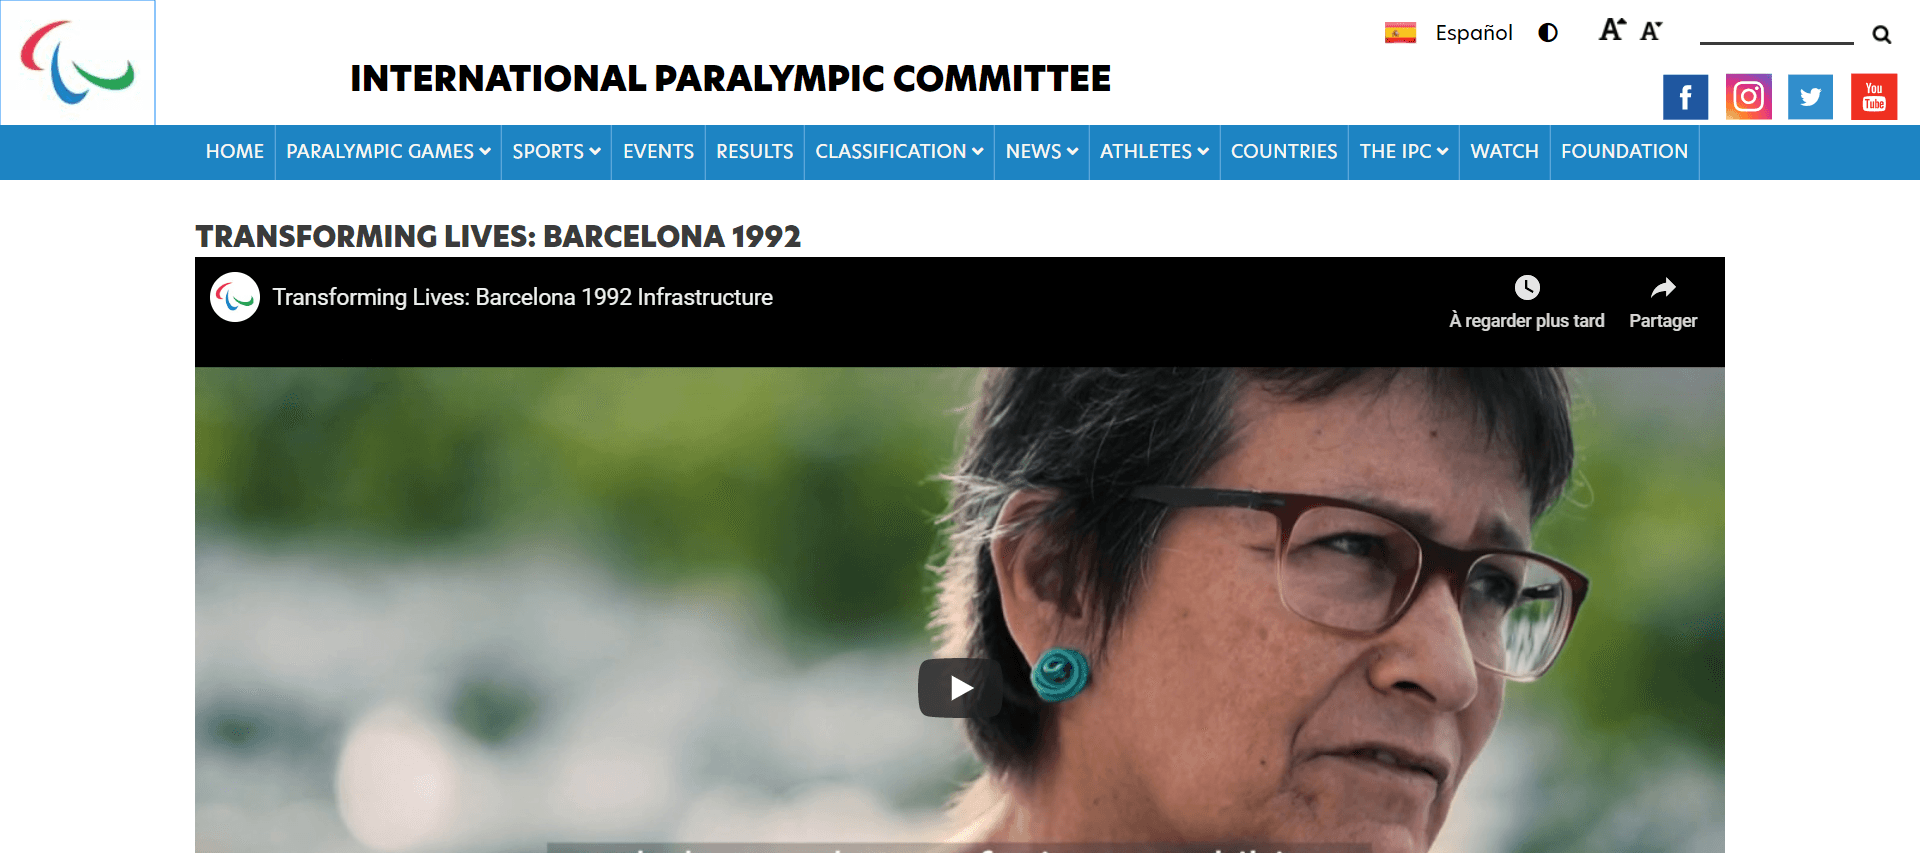 Español
A A
INTERNATIONAL PARALYMPIC COMMITTEE
You
Tube
HOME PARALYMPIC GAMES SPORTS EVENTS RESULTS CLASSIFICATION NEWS ATHLETES COUNTRIES THE IPC WATCH FOUNDATION
TRANSFORMING LIVES: BARCELONA 1992
Transforming Lives: Barcelona 1992 Infrastructure
À regarder plus tard Partager